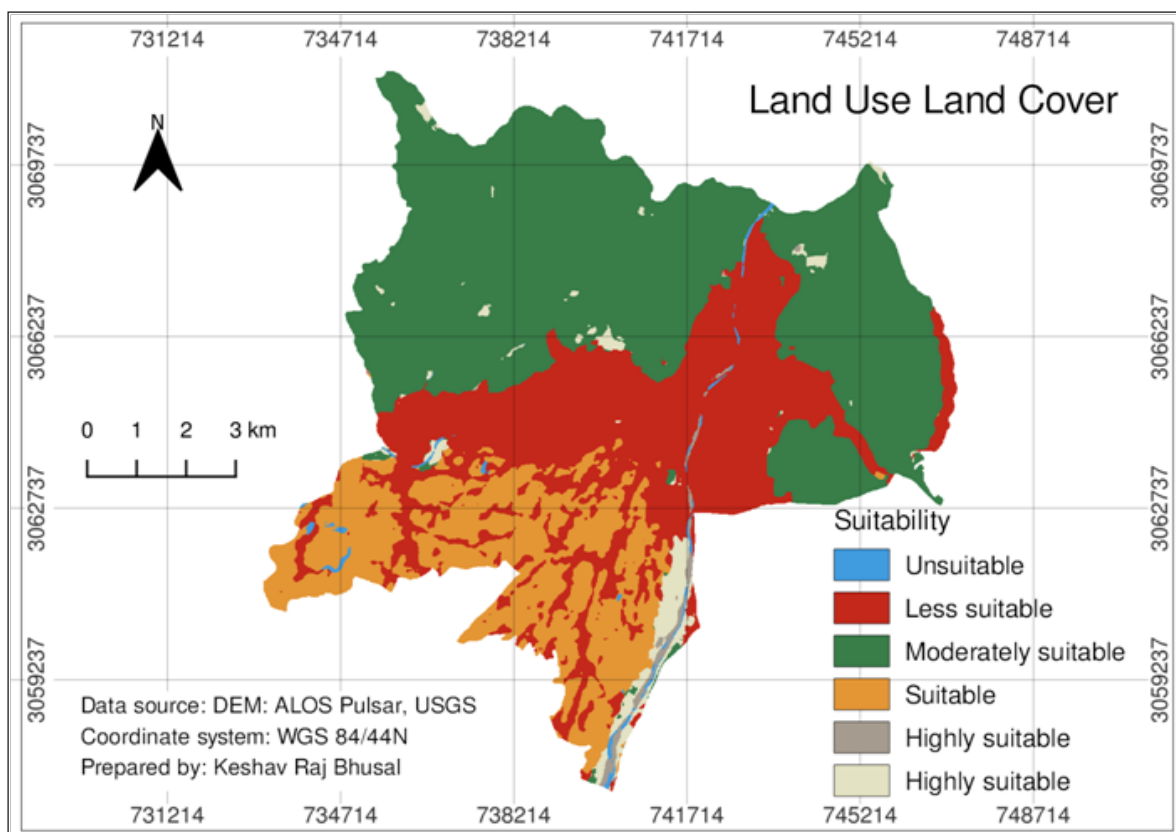 731214 734714 738214 741714 745214 748714
Land Use Land Cover
N
3069737 3069737
3066237 3066237
0 1 2 3 km
3062737 3062737
Suitability
Unsuitable
Less suitable
Moderately suitable
3059237 3059237
Suitable
Highly suitable
Highly suitable
Data source: DEM: ALOS Pulsar, USGS
Coordinate system: WGS 84/44N
Prepared by: Keshav Raj Bhusal
731214 734714 738214 741714 745214 748714